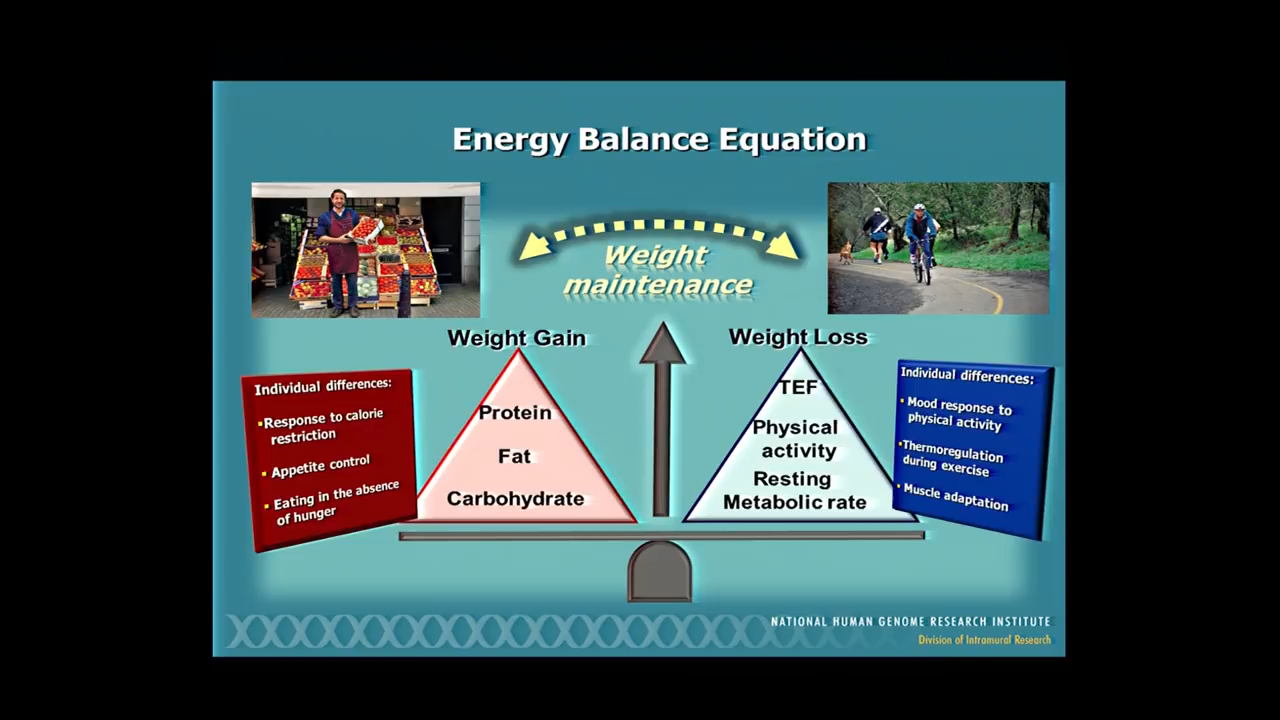 Energy Balance Equation
Weight
maintenance
Weight Gain
Weight Loss
Individual differences:
▪Response to calorie
restriction
▪ Appetite control
▪ Eating in the absence
of hunger
Protein
Fat
Carbohydrate
TEF
Physical
activity
Resting
Metabolic rate
Individual differences:
▪ Mood response to
physical activity
▪Thermoregulation
during exercise
▪ Muscle adaptation
NATIONAL HUMAN GENOME RESEARCH INSTITUTE
Division of Intramural Research